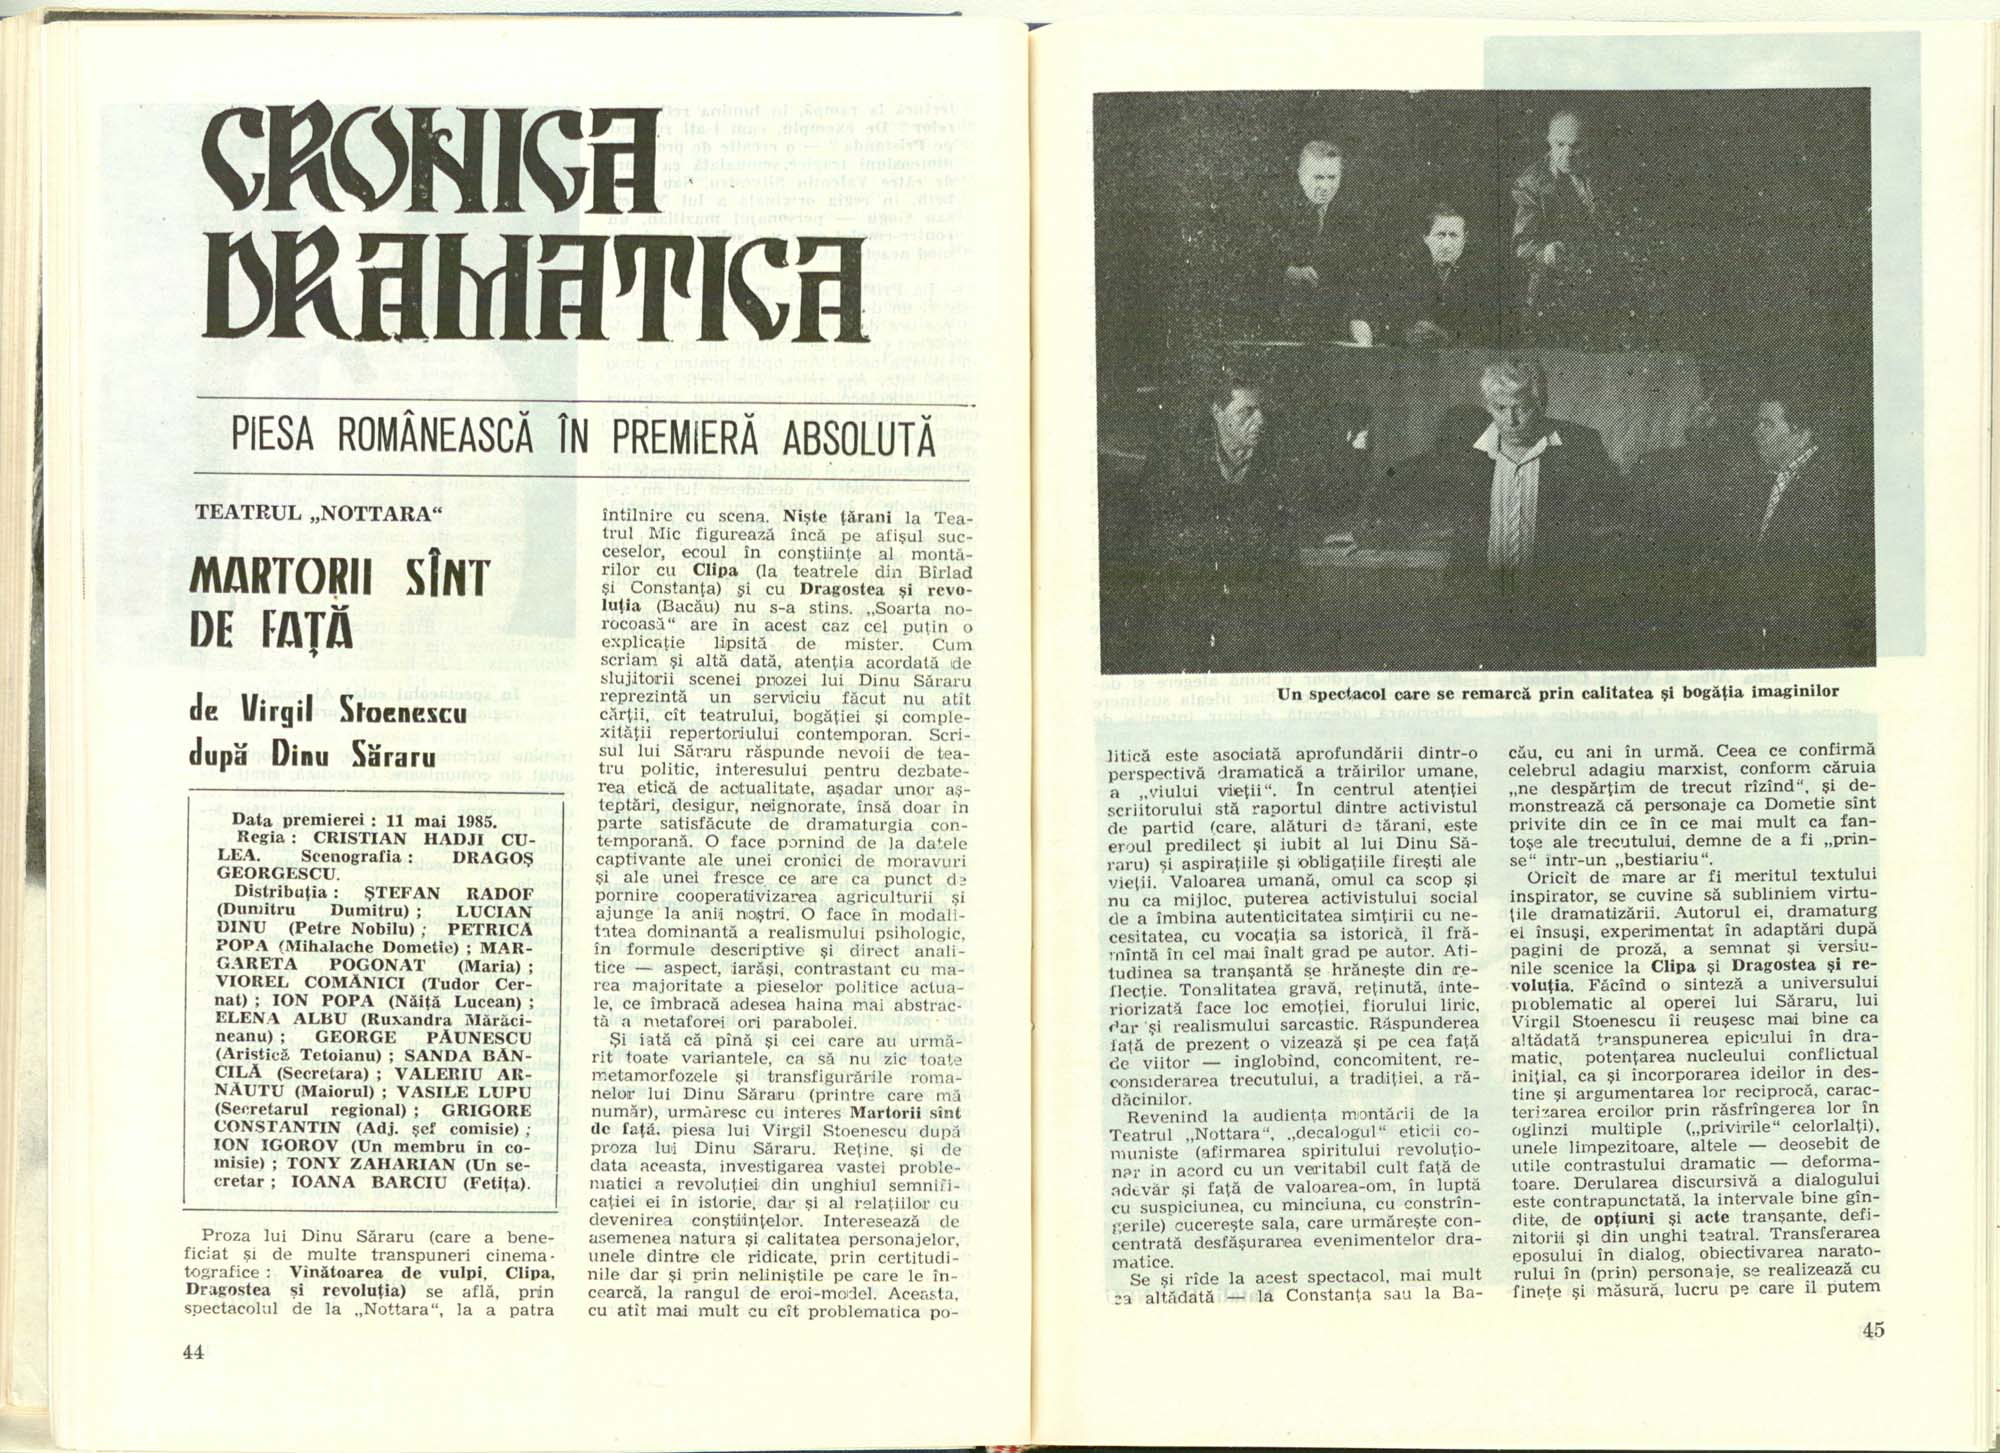 CRONICA
DRAMATICA
PIESA ROMÂNEASCĂ ÎN PREMIERĂ ABSOLUTĂ
TEATRUL „NOTTARA“
MARTORII SÎNT
DE FAȚĂ
de Virgil Stoenescu
după Dinu Săraru
Data premierei : 11 mai 1985.
Regia : CRISTIAN HADJI CU-
LEA. Scenografia : DRAGOȘ
GEORGESCU.
Distribuția : ȘTEFAN RADOF
(Dumitru Dumitru) ; LUCIAN
DINU (Petre Nobilu) ; PETRICĂ
POPA (Mihalache Dometie) ; MAR-
GARETA POGONAT (Maria) ;
VIOREL COMĂNICI (Tudor Cer-
nat) ; ION POPA (Năiță Lucean) ;
ELENA ALBU (Ruxandra Mărăci-
neanu) ; GEORGE PĂUNESCU
(Aristică Tetoianu) ; SANDA BĂN-
CILĂ (Secretara) ; VALERIU AR-
NĂUTU (Maiorul) ; VASILE LUPU
(Secretarul regional) ; GRIGORE
CONSTANTIN (Adj. șef comisie) ;
ION IGOROV (Un membru în co-
misie) ; TONY ZAHARIAN (Un se-
cretar ; IOANA BARCIU (Fetița).
Proza lui Dinu Săraru (care a bene-
ficiat și de multe transpuneri cinema-
tografice : Vînătoarea de vulpi, Clipa,
Dragostea și revoluția) se află, prin
spectacolul de la „Nottara“, la a patra
44
întîlnire cu scena. Niște țărani la Tea-
trul Mic figurează încă pe afișul suc-
ceselor, ecoul în conștiințe al montă-
rilor cu Clipa (la teatrele din Bîrlad
și Constanța) și cu Dragostea și revo-
luția (Bacău) nu s-a stins. „Soarta no-
rocoasă“ are în acest caz cel puțin o
explicație lipsită de mister. Cum
scriam și altă dată, atenția acordată de
slujitorii scenei prozei lui Dinu Săraru
reprezintă un serviciu făcut nu atît
cărții, cît teatrului, bogăției și comple-
xității repertoriului contemporan. Scri-
sul lui Săraru răspunde nevoii de tea-
tru politic, interesului pentru dezbate-
rea etică de actualitate, așadar unor aș-
teptări, desigur, neignorate, însă doar în
parte satisfăcute de dramaturgia con-
temporană. O face pornind de la datele
captivante ale unei cronici de moravuri
și ale unei fresce ce are ca punct de
pornire cooperativizarea agriculturii și
ajunge la anii noștri. O face în modali-
tatea dominantă a realismului psihologic,
în formule descriptive și direct anali-
tice — aspect, iarăși, contrastant cu ma-
rea majoritate a pieselor politice actua-
le, ce îmbracă adesea haina mai abstrac-
tă a metaforei ori parabolei.
Și iată că pînă și cei care au urmă-
rit toate variantele, ca să nu zic toate
metamorfozele și transfigurările roma-
nelor lui Dinu Săraru (printre care mă
număr), urmăresc cu interes Martorii sînt
de față, piesa lui Virgil Stoenescu după
proza lui Dinu Săraru. Reține, și de
data aceasta, investigarea vastei proble-
matici a revoluției din unghiul semnifi-
cației ei în istorie, dar și al relațiilor cu
devenirea conștiințelor. Interesează de
asemenea natura și calitatea personajelor,
unele dintre ele ridicate, prin certitudi-
nile dar și prin neliniștile pe care le în-
cearcă, la rangul de eroi-model. Aceasta,
cu atît mai mult cu cît problematica po-
Un spectacol care se remarcă prin calitatea și bogăția imaginilor
litică este asociată aprofundării dintr-o
perspectivă dramatică a trăirilor umane,
a „viului vieții“. În centrul atenției
scriitorului stă raportul dintre activistul
de partid (care, alături de țărani, este
eroul predilect și iubit al lui Dinu Să-
raru) și aspirațiile și obligațiile firești ale
vieții. Valoarea umană, omul ca scop și
nu ca mijloc, puterea activistului social
de a îmbina autenticitatea simțirii cu ne-
cesitatea, cu vocația sa istorică, îl fră-
mîntă în cel mai înalt grad pe autor. Ati-
tudinea sa tranșantă se hrănește din re-
flecție. Tonalitatea gravă, reținută, inte-
riorizată face loc emoției, fiorului liric,
dar și realismului sarcastic. Răspunderea
față de prezent o vizează și pe cea față
de viitor — inglobînd, concomitent, re-
considerarea trecutului, a tradiției, a ră-
dăcinilor.
Revenind la audiența montării de la
Teatrul „Nottara“, „decalogul“ eticii co-
muniste (afirmarea spiritului revoluțio-
nar in acord cu un veritabil cult față de
adevăr și față de valoarea-om, în luptă
cu suspiciunea, cu minciuna, cu constrîn-
gerile) cucerește sala, care urmărește con-
centrată desfășurarea evenimentelor dra-
matice.
Se și rîde la acest spectacol, mai mult
ca altădată — la Constanța sau la Ba-
cău, cu ani în urmă. Ceea ce confirmă
celebrul adagiu marxist, conform căruia
„ne despărțim de trecut rîzînd“, și de-
monstrează că personaje ca Dometie sînt
privite din ce în ce mai mult ca fan-
toșe ale trecutului, demne de a fi „prin-
se“ într-un „bestiariu“.
Oricît de mare ar fi meritul textului
inspirator, se cuvine să subliniem virtu-
țile dramatizării. Autorul ei, dramaturg
el însuși, experimentat în adaptări după
pagini de proză, a semnat și versiu-
nile scenice la Clipa și Dragostea și re-
voluția. Făcînd o sinteză a universului
problematic al operei lui Săraru, lui
Virgil Stoenescu îi reușesc mai bine ca
altădată transpunerea epicului în dra-
matic, potențarea nucleului conflictual
inițial, ca și incorporarea ideilor in des-
tine și argumentarea lor reciprocă, carac-
terizarea eroilor prin răsfrîngerea lor în
oglinzi multiple („privirile“ celorlalți),
unele limpezitoare, altele — deosebit de
utile contrastului dramatic — deforma-
toare. Derularea discursivă a dialogului
este contrapunctată, la intervale bine gîn-
dite, de opțiuni și acte tranșante, defi-
nitorii și din unghi teatral. Transferarea
eposului în dialog, obiectivarea narato-
rului în (prin) personaje, se realizează cu
finețe și măsură, lucru pe care îl putem
45